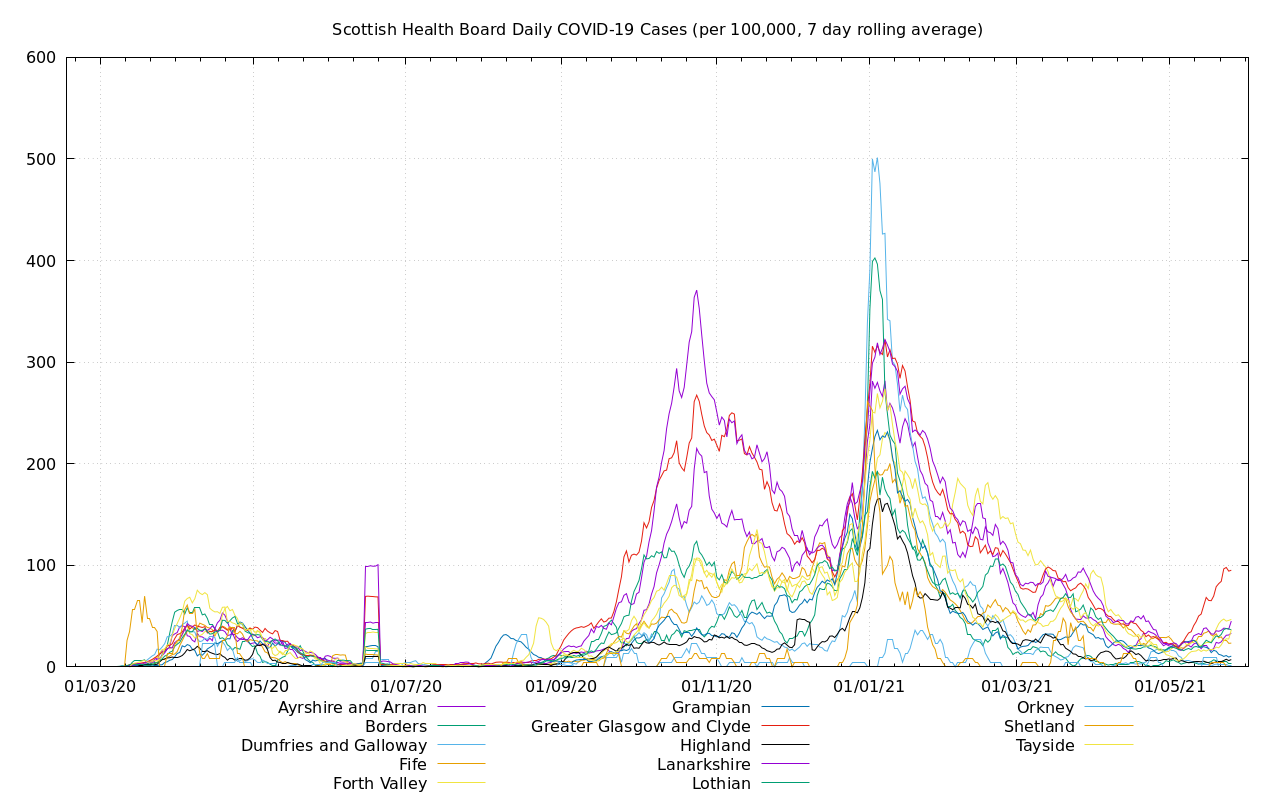 Scottish Health Board Daily COVID-19 Cases (per 100,000, 7 day rolling average)
600
500
400
300
200
100
0
01/03/20 01/05/20 01/07/20 01/09/20 01/11/20 01/01/21 01/03/21 01/05/21
Ayrshire and Arran Grampian Orkney
Borders Greater Glasgow and Clyde Shetland
Dumfries and Galloway Highland Tayside
Fife Lanarkshire
Forth Valley Lothian